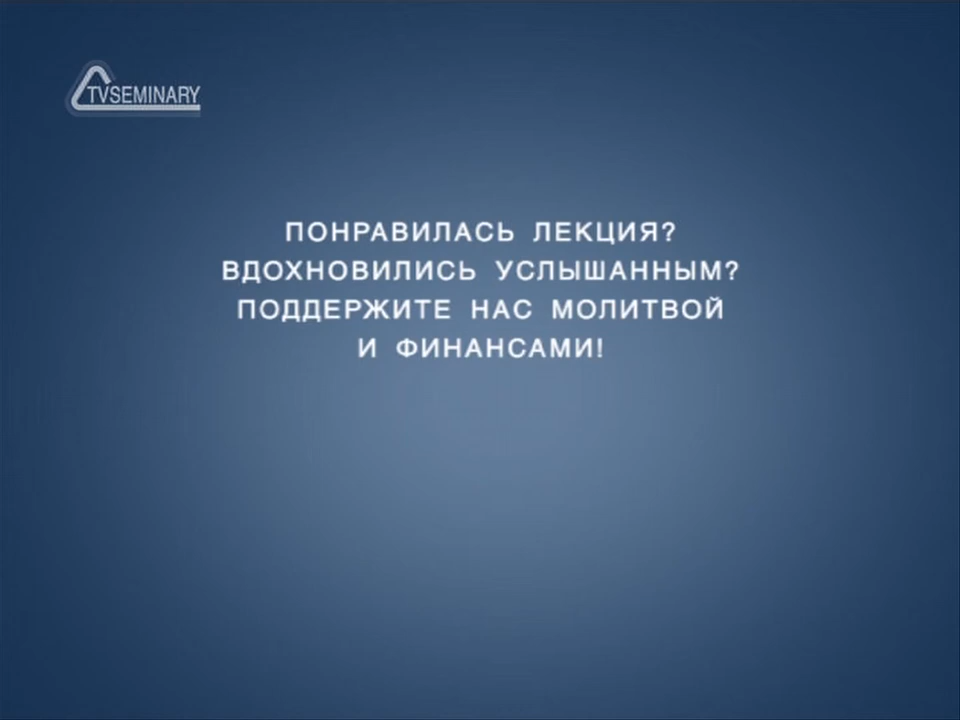 TVSEMINARY
ПОНРАВИЛАСЬ ЛЕКЦИЯ?
ВДОХНОВИЛИСЬ УСЛЫШАННЫМ?
ПОДДЕРЖИТЕ НАС МОЛИТВОЙ
И ФИНАНСАМИ!